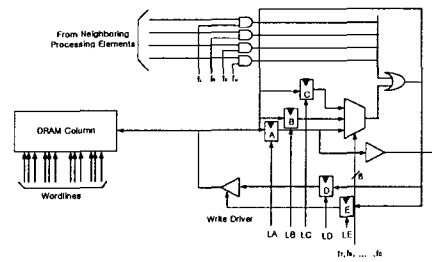 From Neighboring
Processing Elements
C
B
A
DRAM Column
8
D
Wordlines
E
Write Driver
LA LB LC LD LE